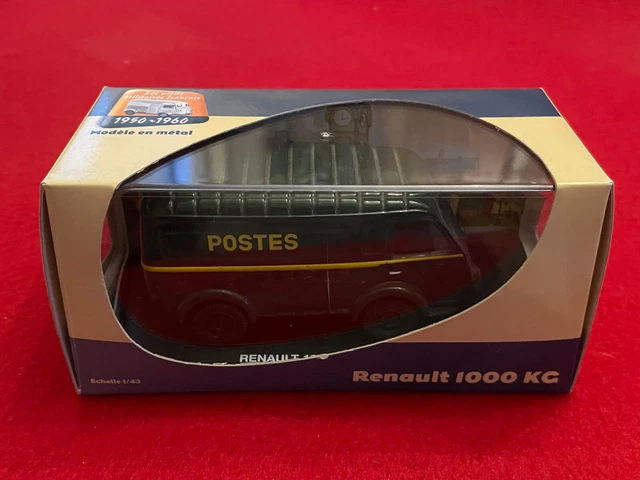 1950-1960
Modèle en métal
POSTES
RENAULT
Echelle 1/43
Renault 1000 KG